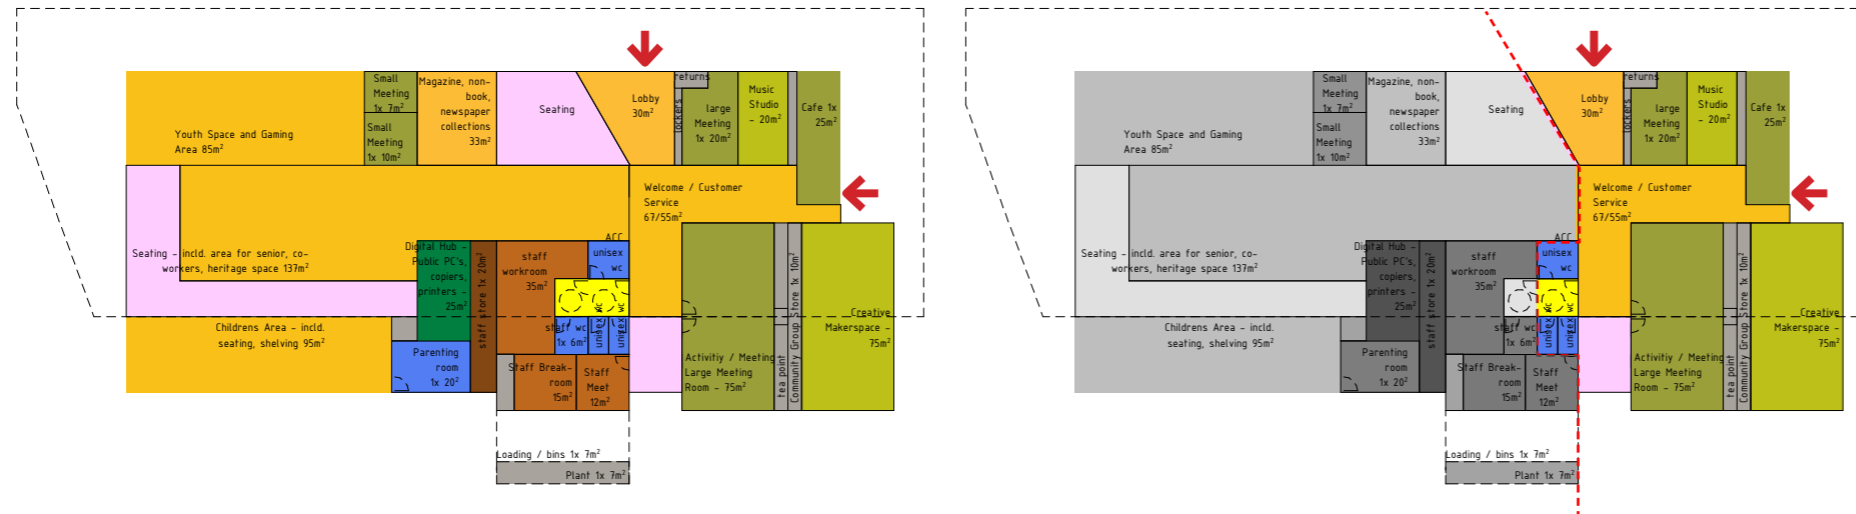 Small
Meeting
1x 7m²
Small
Meeting
1x 10m²
Magazine, non-
book,
newspaper
collections
33m²
Seating
Lobby
30m²
returns
lockers
large
Meeting
1x 20m²
Music
Studio
- 20m²
Cafe 1x
25m²
Youth Space and Gaming
Area 85m²
Welcome / Customer
Service
67/55m²
Seating - incld. area for senior, co-
workers, heritage space 137m²
Digital Hub -
Public PC's,
copiers,
printers -
25m²
staff store 1x 20m²
staff
workroom
35m²
ACC
unisex
wc
staff wc
1x 6m²
unisex wc
unisex wc
Childrens Area - incld.
seating, shelving 95m²
Parenting
room
1x 20²
Staff Break-
room
15m²
Staff
Meet
12m²
Activitiy / Meeting
Large Meeting
Room - 75m²
tea point
Community Group Store 1x 10m²
Creative
Makerspace -
75m²
Loading / bins 1x 7m²
Plant 1x 7m²
Small
Meeting
1x 7m²
Small
Meeting
1x 10m²
Magazine, non-
book,
newspaper
collections
33m²
Seating
Lobby
30m²
returns
lockers
large
Meeting
1x 20m²
Music
Studio
- 20m²
Cafe 1x
25m²
Youth Space and Gaming
Area 85m²
Welcome / Customer
Service
67/55m²
Seating - incld. area for senior, co-
workers, heritage space 137m²
Digital Hub -
Public PC's,
copiers,
printers -
25m²
staff store 1x 20m²
staff
workroom
35m²
ACC
unisex
wc
staff wc
1x 6m²
unisex wc
unisex wc
Childrens Area - incld.
seating, shelving 95m²
Parenting
room
1x 20²
Staff Break-
room
15m²
Staff
Meet
12m²
Activitiy / Meeting
Large Meeting
Room - 75m²
tea point
Community Group Store 1x 10m²
Creative
Makerspace -
75m²
Loading / bins 1x 7m²
Plant 1x 7m²